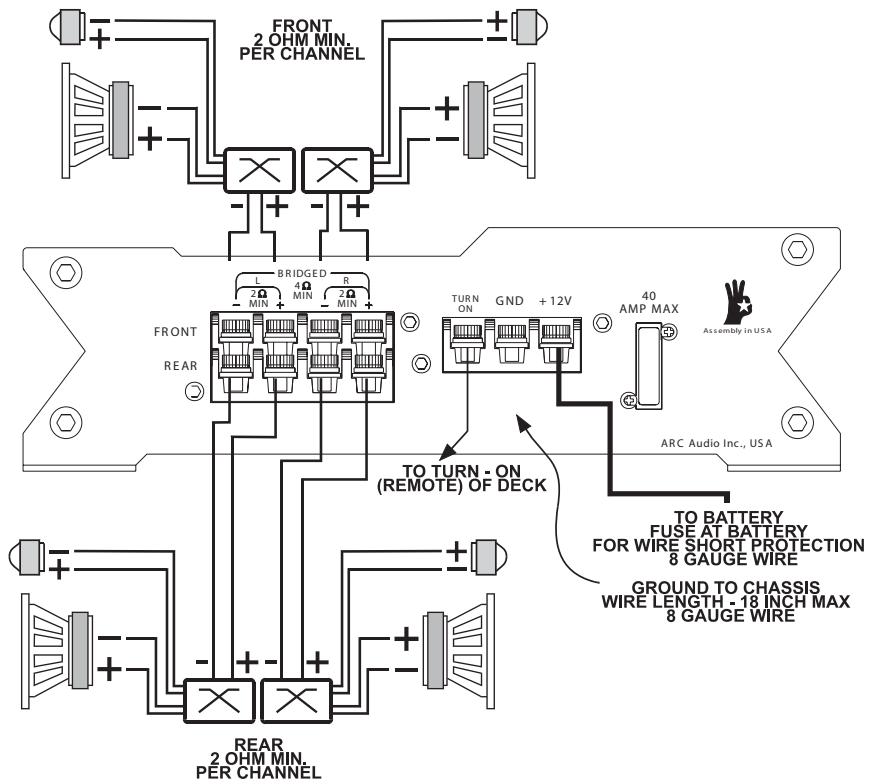 FRONT
2 OHM MIN.
PER CHANNEL
- +
+ -
- +
+ -
- + - +
BRIDGED
L 4Ω R
2Ω MIN 2Ω
- MIN + - MIN +
FRONT
REAR
TURN
ON
GND
+ 12V
40
AMP MAX
Assembly in USA
ARC Audio Inc., USA
TO TURN - ON
(REMOTE) OF DECK
TO BATTERY
FUSE AT BATTERY
FOR WIRE SHORT PROTECTION
8 GAUGE WIRE
GROUND TO CHASSIS
WIRE LENGTH - 18 INCH MAX
8 GAUGE WIRE
- +
+ -
- +
+ -
- + - +
REAR
2 OHM MIN.
PER CHANNEL